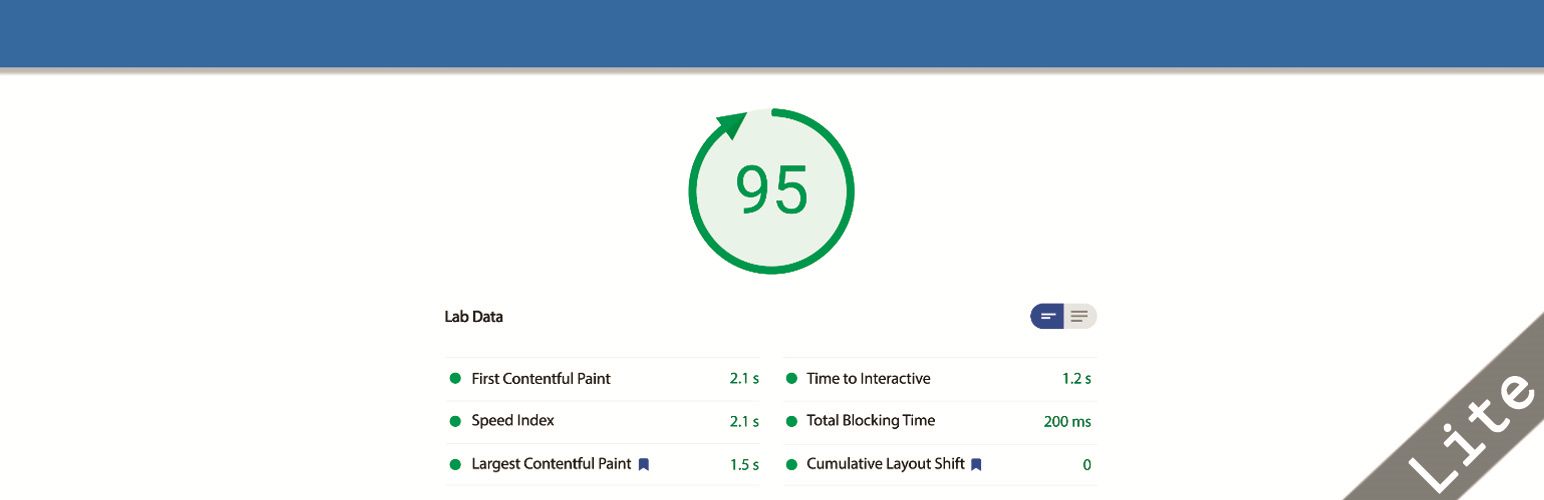 95
Lab Data
First Contentful Paint 2.1 s
Time to Interactive 1.2 s
Speed Index 2.1 s
Total Blocking Time 200 ms
Largest Contentful Paint 1.5 s
Cumulative Layout Shift 0
Lite